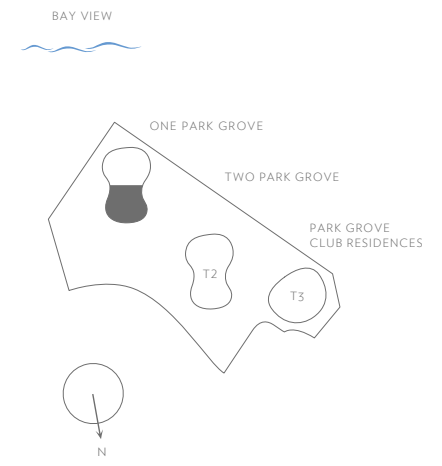 BAY VIEW
ONE PARK GROVE
TWO PARK GROVE
PARK GROVE
CLUB RESIDENCES
T2
T3
N